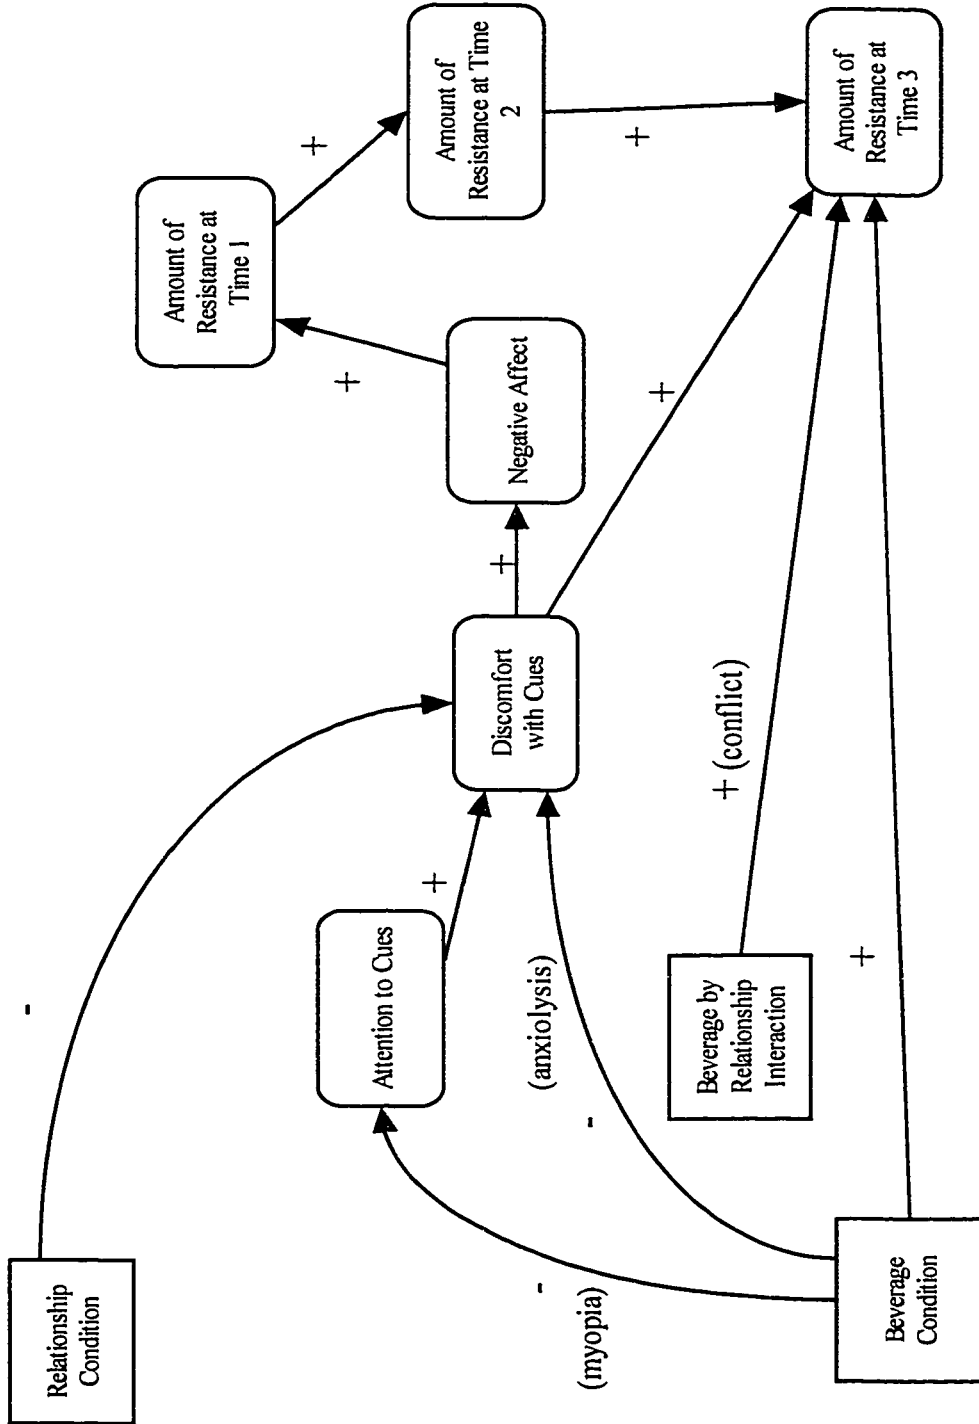 Relationship
Condition
-
Amount of
Resistance at
Time 1
+
Amount of
Resistance at Time
2
+
Negative Affect
+
Attention to Cues
+
Discomfort
with Cues
+
+
-
(myopia)
-
(anxiolysis)
Beverage by
Relationship
Interaction
+ (conflict)
Amount of
Resistance at
Time 3
Beverage
Condition
+